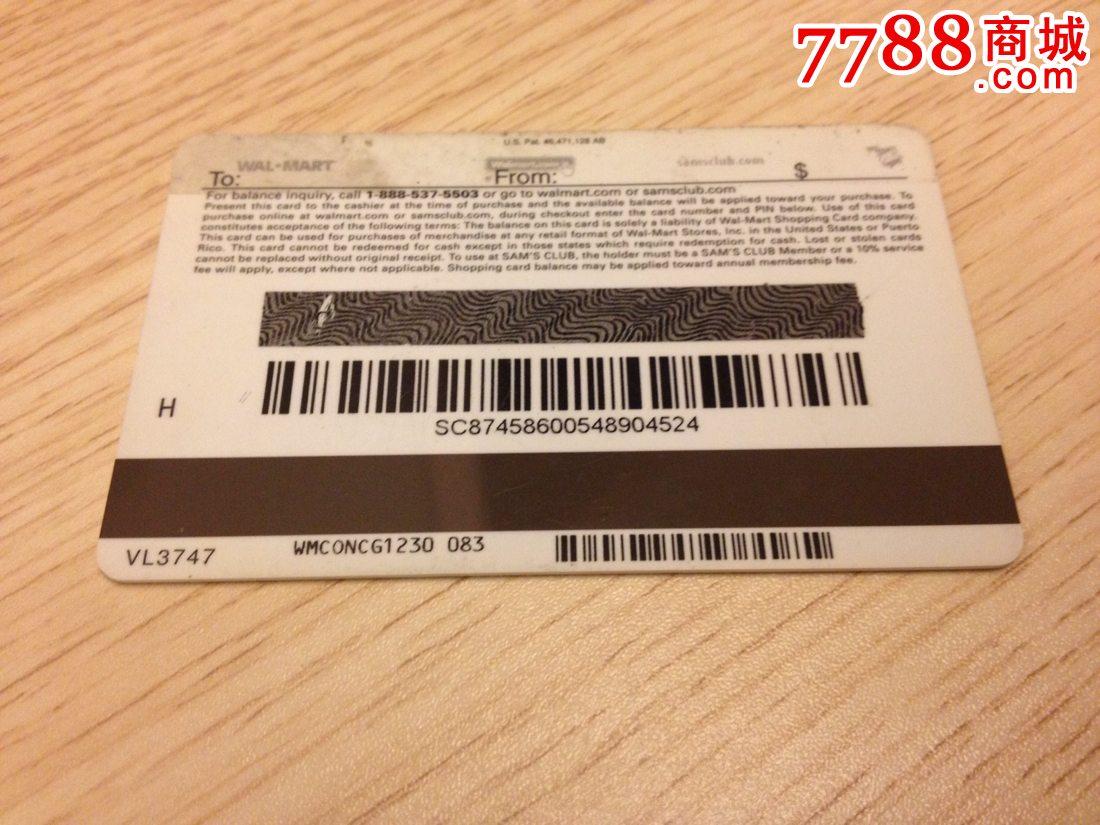 7788商城
.com
U.S. Pat. #6,471,128 AB
WAL-MART samsclub.com
To: From: $
For balance inquiry, call 1-888-537-5503 or go to walmart.com or samsclub.com
Present this card to the cashier at the time of purchase and the available balance will be applied toward your purchase. To
purchase online at walmart.com or samsclub.com, during checkout enter the card number and PIN below. Use of this card
constitutes acceptance of the following terms: The balance on this card is solely a liability of Wal-Mart Shopping Card company.
This card can be used for purchases of merchandise at any retail format of Wal-Mart Stores, Inc. in the United States or Puerto
Rico. This card cannot be redeemed for cash except in those states which require redemption for cash. Lost or stolen cards
cannot be replaced without original receipt. To use at SAM'S CLUB, the holder must be a SAM'S CLUB Member or a 10% service
fee will apply, except where not applicable. Shopping card balance may be applied toward annual membership fee.
H
SC87458600548904524
VL3747 WMCONCG1230 083